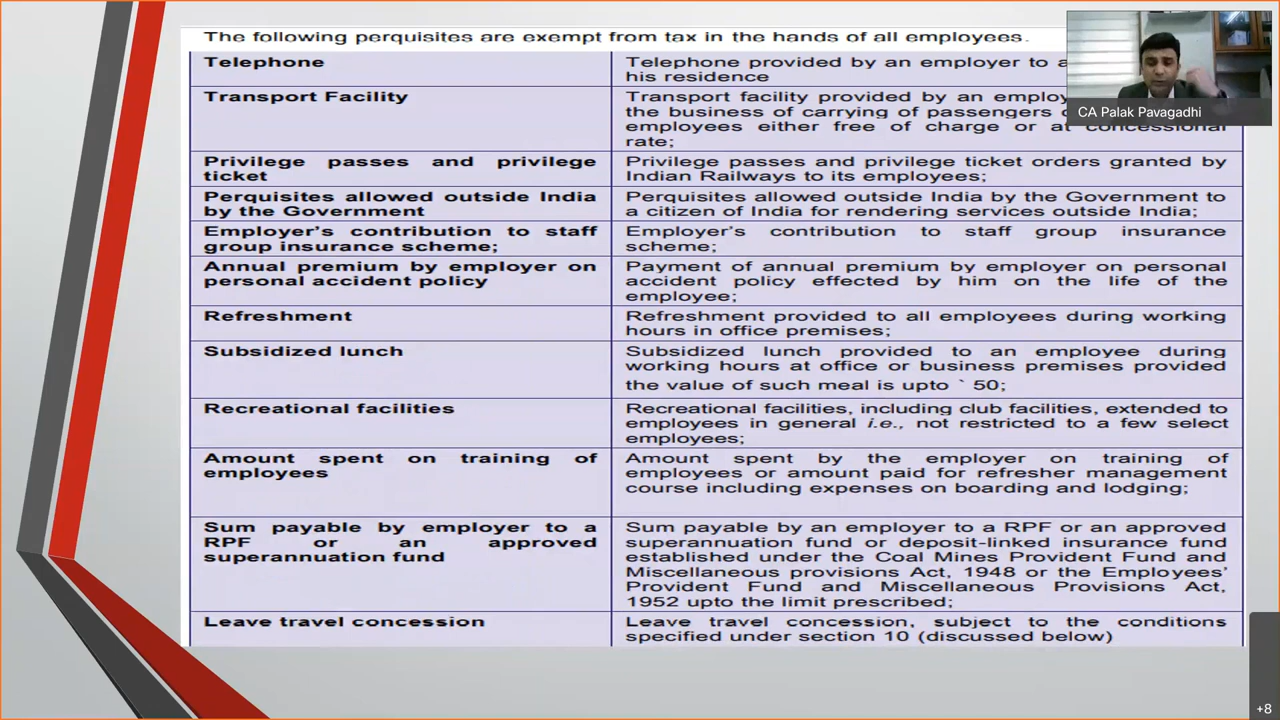 The following perquisites are exempt from tax in the hands of all employees.
Telephone
Telephone provided by an employer to a
his residence
Transport Facility
Transport facility provided by an
the business of carrying of passengers
employees either free of charge or at concessional
rate;
Privilege passes and privilege
ticket
Privilege passes and privilege ticket orders granted by
Indian Railways to its employees;
Perquisites allowed outside India
by the Government
Perquisites allowed outside India by the Government to
a citizen of India for rendering services outside India;
Employer's contribution to staff
group insurance scheme;
Employer's contribution to staff group insurance
scheme;
Annual premium by employer on
personal accident policy
Payment of annual premium by employer on personal
accident policy effected by him on the life of the
employee;
Refreshment
Refreshment provided to all employees during working
hours in office premises;
Subsidized lunch
Subsidized lunch provided to an employee during
working hours at office or business premises provided
the value of such meal is upto ` 50;
Recreational facilities
Recreational facilities, including club facilities, extended to
employees in general i.e., not restricted to a few select
employees;
Amount spent on training of
employees
Amount spent by the employer on training of
employees or amount paid for refresher management
course including expenses on boarding and lodging;
Sum payable by employer to a
RPF or an approved
superannuation fund
Sum payable by an employer to a RPF or an approved
superannuation fund or deposit-linked insurance fund
established under the Coal Mines Provident Fund and
Miscellaneous provisions Act, 1948 or the Employees'
Provident Fund and Miscellaneous Provisions Act,
1952 upto the limit prescribed;
Leave travel concession
Leave travel concession, subject to the conditions
specified under section 10 (discussed below)
CA Palak Pavagadhi
+8